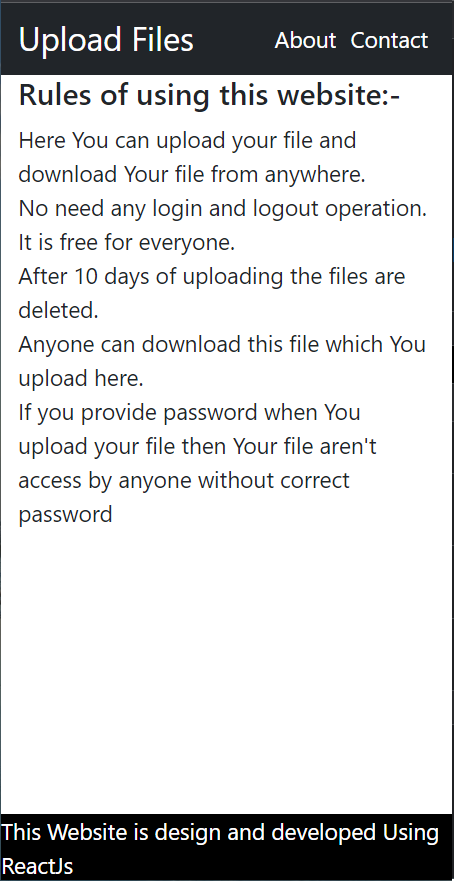 Upload Files About Contact
Rules of using this website:-
Here You can upload your file and
download Your file from anywhere.
No need any login and logout operation.
It is free for everyone.
After 10 days of uploading the files are
deleted.
Anyone can download this file which You
upload here.
If you provide password when You
upload your file then Your file aren't
access by anyone without correct
password
This Website is design and developed Using
ReactJs